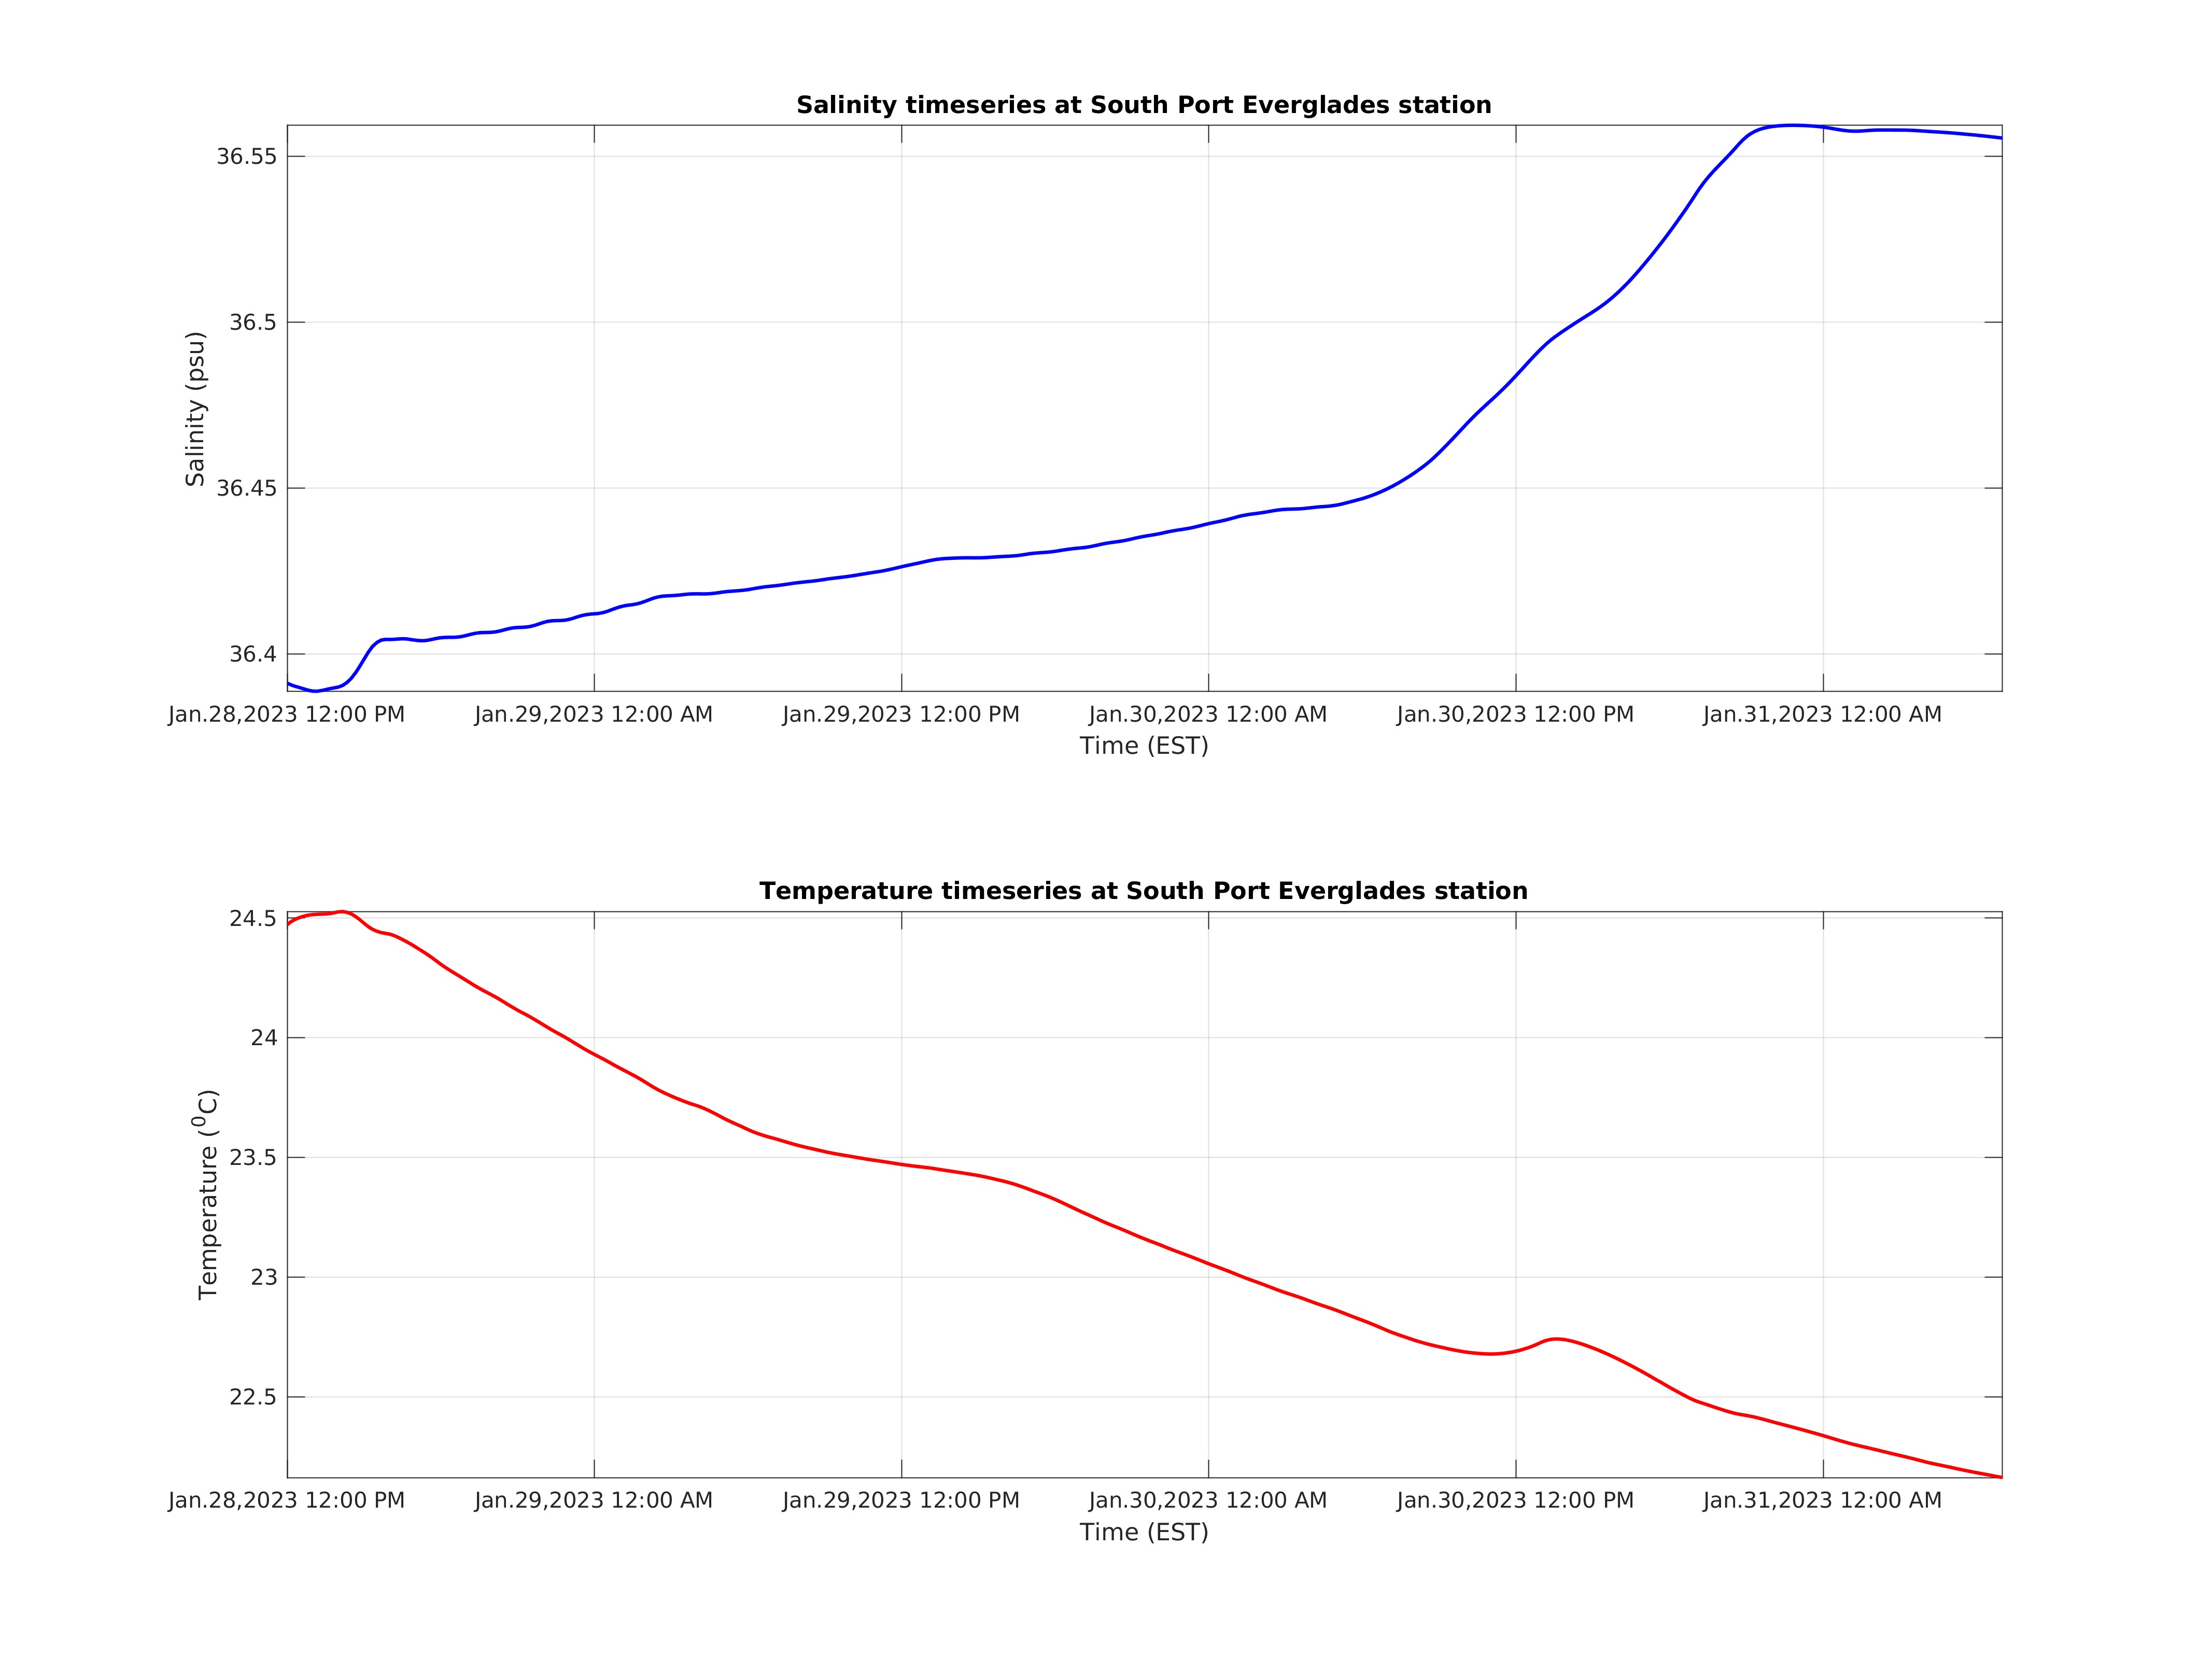 Salinity timeseries at South Port Everglades station
36.55
36.5
36.45
36.4
Salinity (psu)
Jan.28,2023 12:00 PM Jan.29,2023 12:00 AM Jan.29,2023 12:00 PM Jan.30,2023 12:00 AM Jan.30,2023 12:00 PM Jan.31,2023 12:00 AM
Time (EST)
Temperature timeseries at South Port Everglades station
24.5
24
23.5
23
22.5
Temperature (⁰C)
Jan.28,2023 12:00 PM Jan.29,2023 12:00 AM Jan.29,2023 12:00 PM Jan.30,2023 12:00 AM Jan.30,2023 12:00 PM Jan.31,2023 12:00 AM
Time (EST)